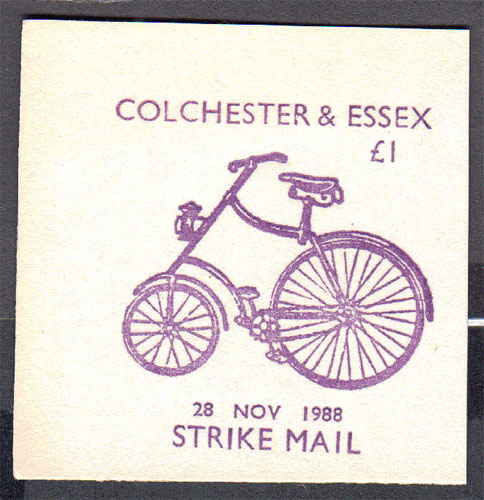 COLCHESTER & ESSEX
£1
28 NOV 1988
STRIKE MAIL